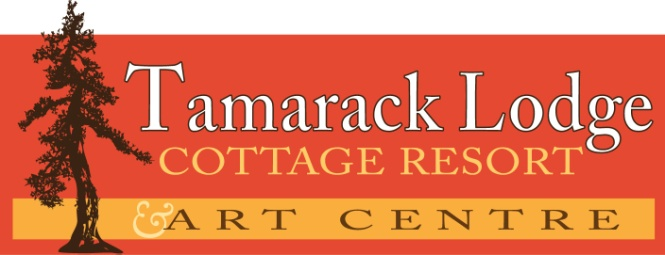 Tamarack Lodge
COTTAGE RESORT
& ART CENTRE